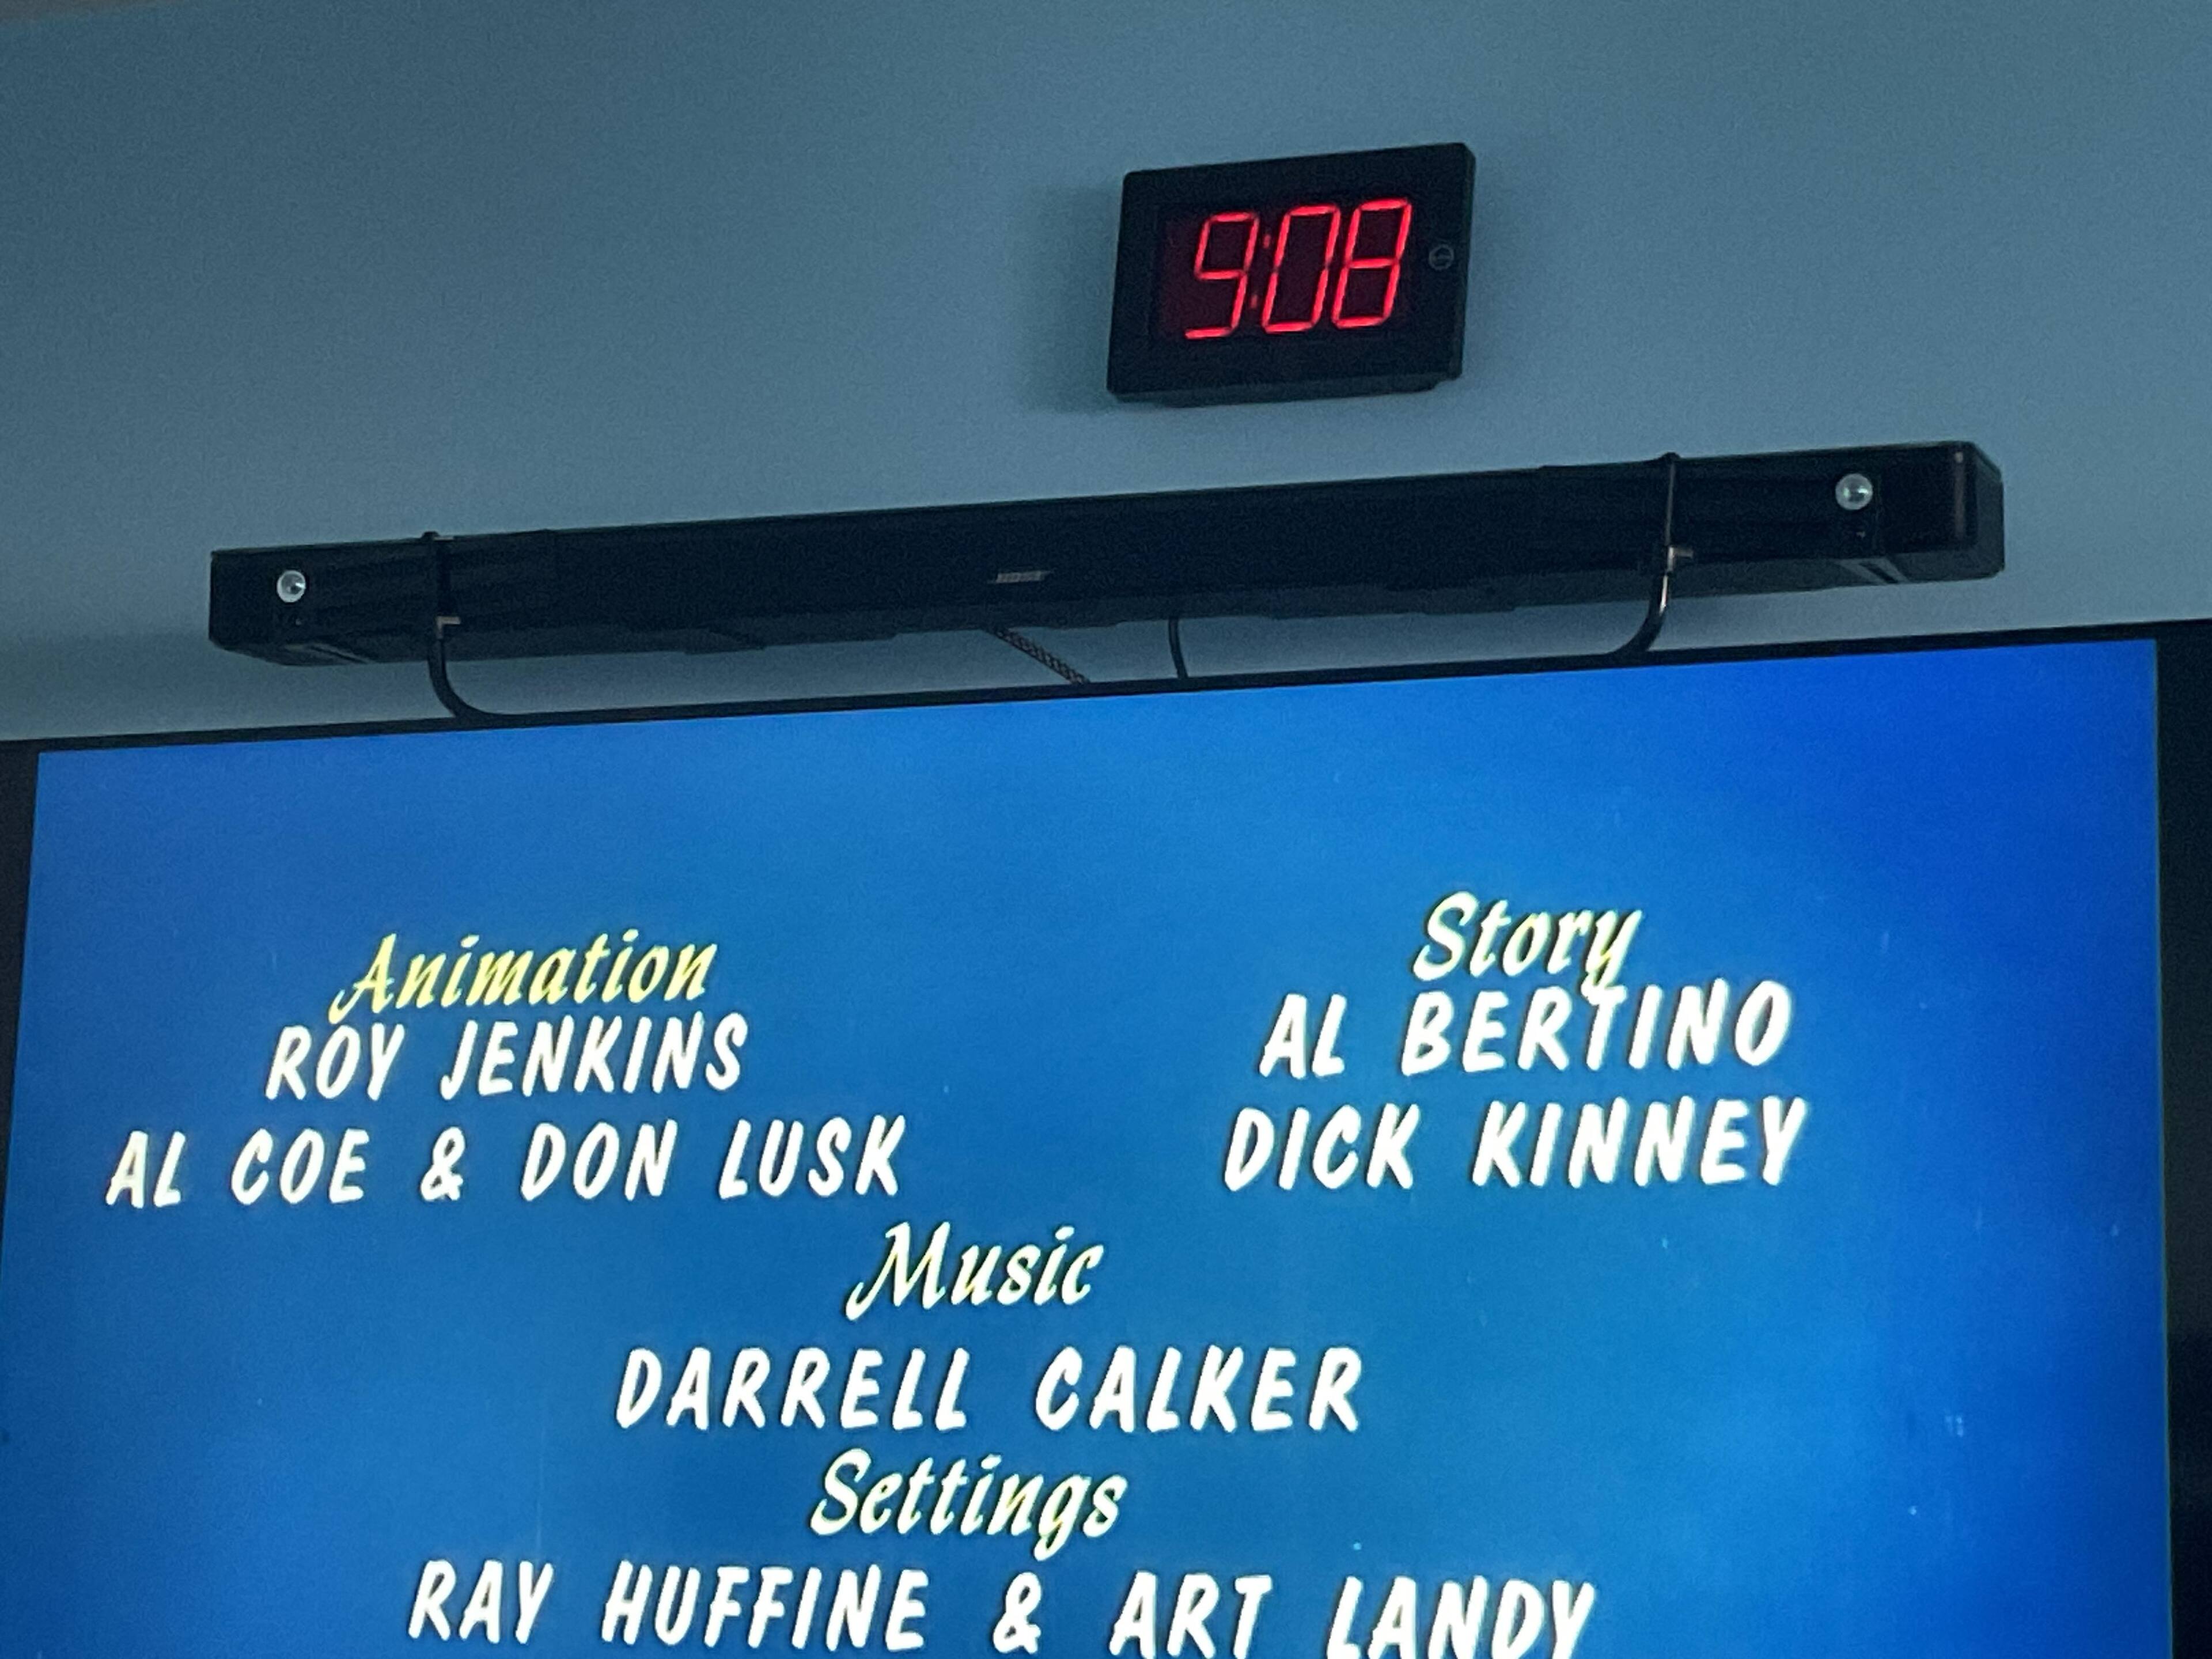 9:08
Animation
ROY JENKINS
AL COE & DON LUSK
Story
AL BERTINO
DICK KINNEY
Music
DARRELL CALKER
Settings
RAY HUFFINE & ART LANDY